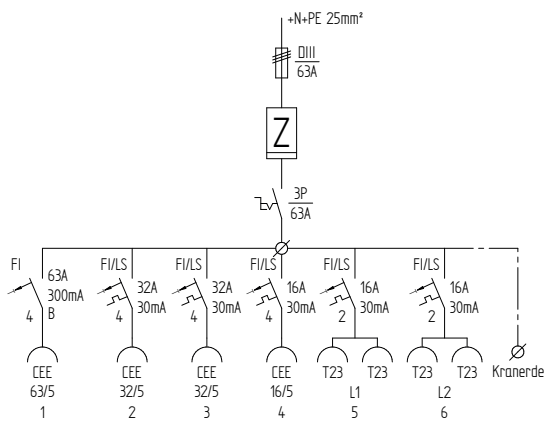 +N+PE 25mm²
DIII
63A
Z
3P
63A
FI
63A
300mA
4
B
FI/LS
32A
30mA
4
FI/LS
32A
30mA
4
FI/LS
16A
30mA
4
FI/LS
16A
30mA
2
FI/LS
16A
30mA
2
CEE
63/5
1
CEE
32/5
2
CEE
32/5
3
CEE
16/5
4
T23 T23
L1
5
T23 T23
L2
6
Kranerde